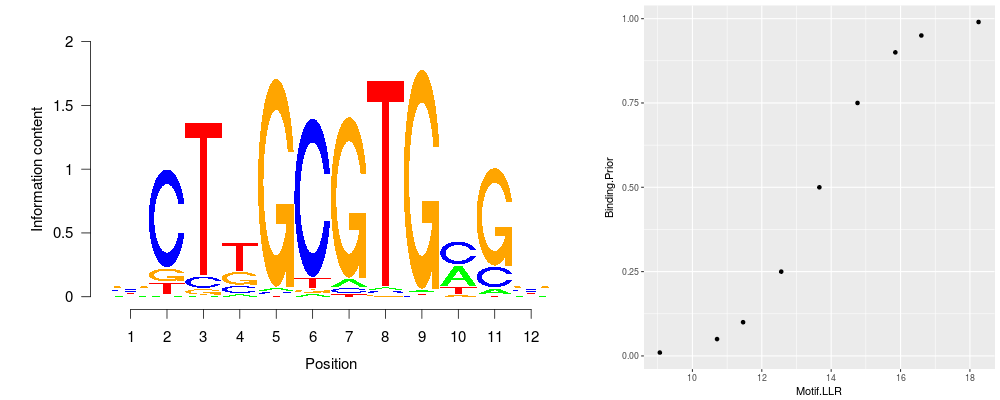 Information content
2
1.5
1
0.5
0
C T T G C G T G C G
G C G A C
T A
1 2 3 4 5 6 7 8 9 10 11 12
Position
Binding.Prior
1.00
0.75
0.50
0.25
0.00
10 12 14 16 18
Motif.LLR